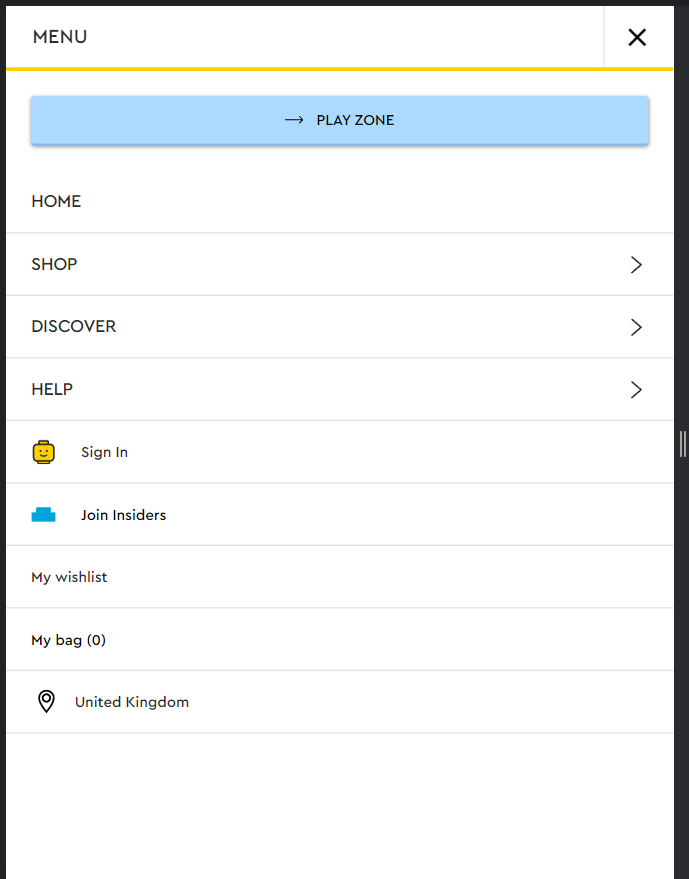 MENU
PLAY ZONE
HOME
SHOP
DISCOVER
HELP
Sign In
Join Insiders
My wishlist
My bag (0)
United Kingdom